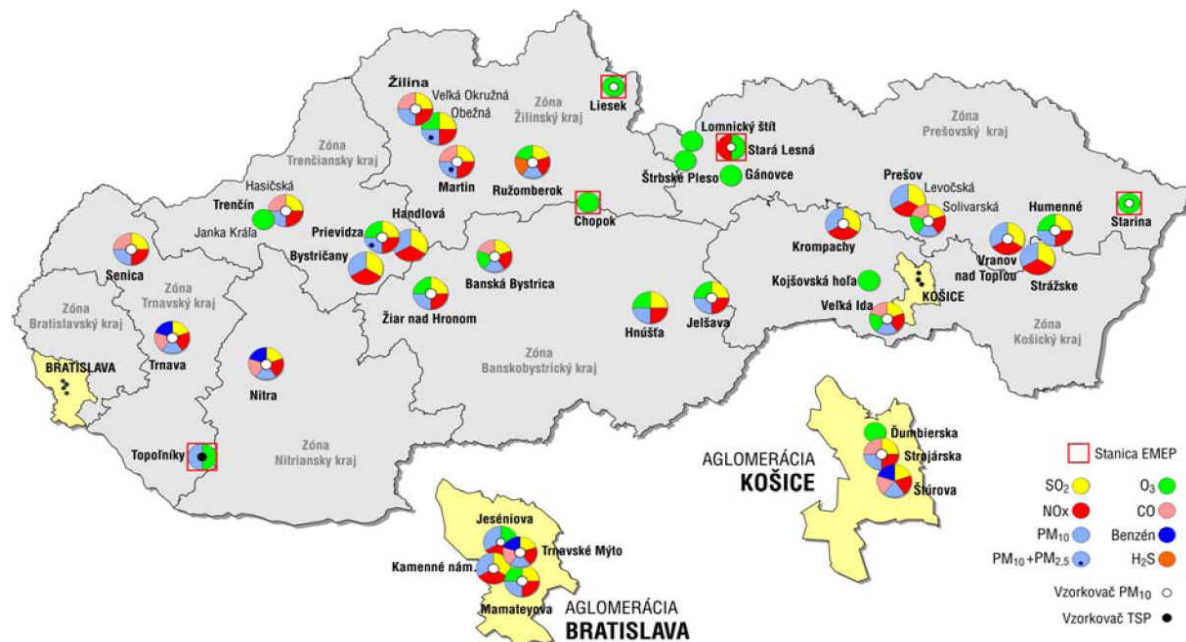 Žilina
Veľká Okružná
Obežná
Zóna
Žilinský kraj
Liesek
Zóna
Trenčiansky kraj
Martin
Ružomberok
Lomnický štít
Stará Lesná
Štrbské Pleso
Gánovce
Zóna
Prešovský kraj
Hasičská
Trenčín
Janka Kráľa
Handlová
Prievidza
Bystričany
Chopok
Prešov
Levočská
Solivarská
Humenné
Starina
Krompachy
Vranov
nad Topľou
Strážske
Senica
Banská Bystrica
Žiar nad Hronom
Kojšovská hoľa
KOŠICE
Veľká Ida
Hnúšťa
Jelšava
Zóna
Bratislavský kraj
Zóna
Trnavský kraj
Trnava
BRATISLAVA
Nitra
Zóna
Banskobystrický kraj
Zóna
Košický kraj
Topoľníky
Zóna
Nitriansky kraj
AGLOMERÁCIA
KOŠICE
Ďumbierska
Strojárska
Štúrova
Jeséniova
Trnavské Mýto
Kamenné nám.
Mamateyova
AGLOMERÁCIA
BRATISLAVA
Stanica EMEP
SO₂ O₃
NOx CO
PM₁₀ Benzén
PM₁₀+PM₂,₅ H₂S
Vzorkovač PM₁₀
Vzorkovač TSP